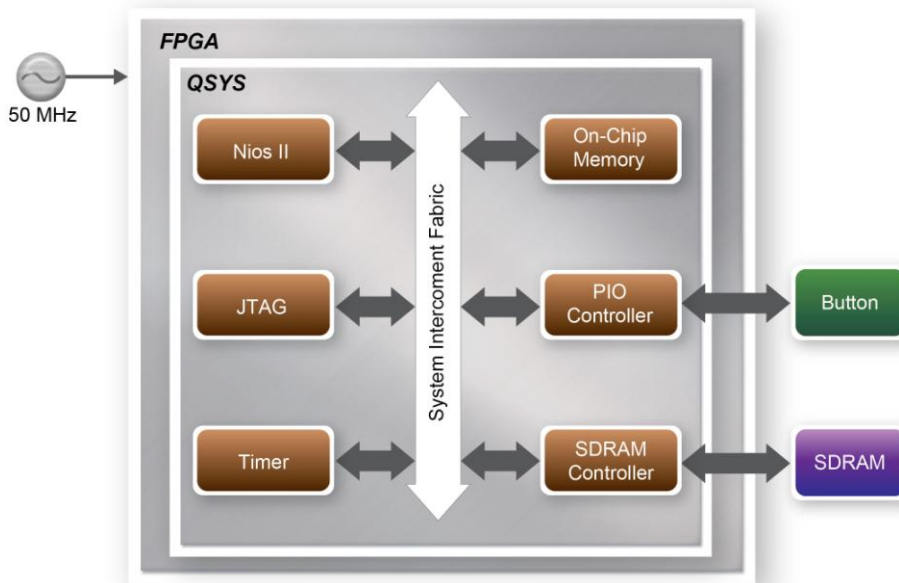 FPGA
QSYS
50 MHz
Nios II
On-Chip
Memory
System Intercoment Fabric
JTAG
PIO
Controller
Button
Timer
SDRAM
Controller
SDRAM